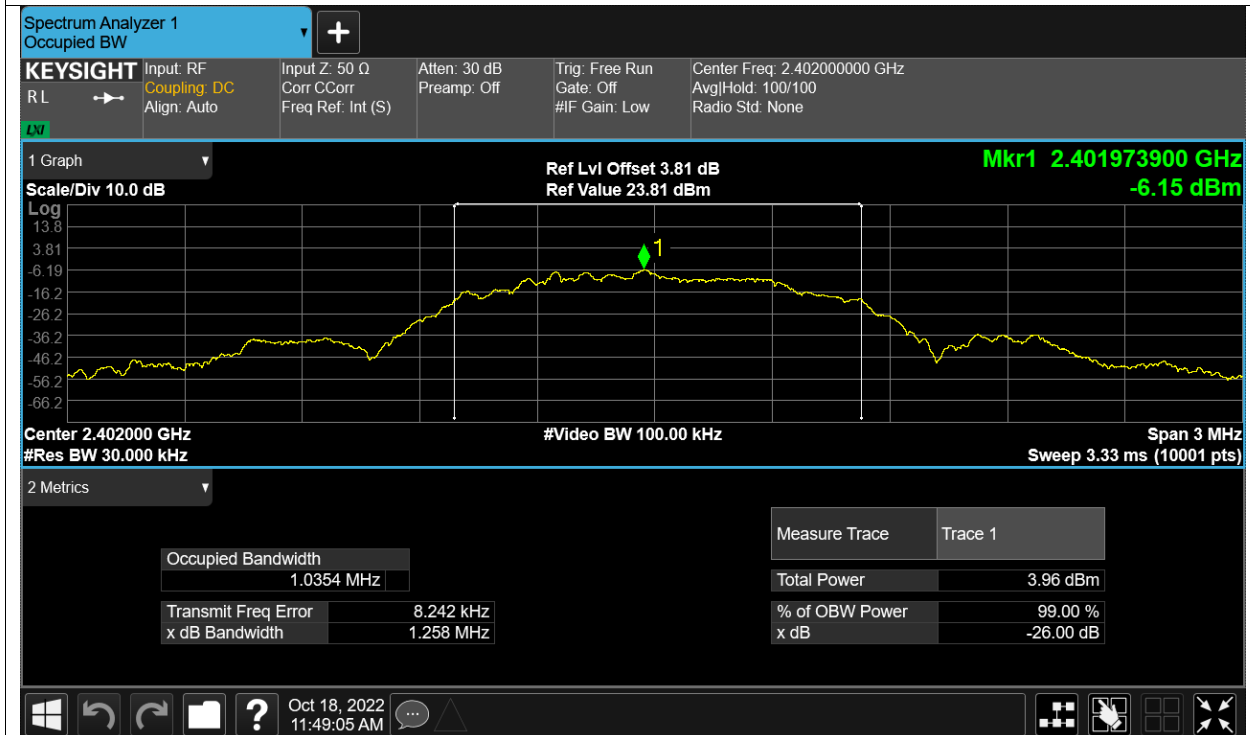 Spectrum Analyzer 1
Occupied BW
▼
+
KEYSIGHT
R L
LXI
Input: RF
Coupling: DC
Align: Auto
Input Z: 50 Ω
Corr CCorr
Freq Ref: Int (S)
Atten: 30 dB
Preamp: Off
Trig: Free Run
Gate: Off
#IF Gain: Low
Center Freq: 2.402000000 GHz
Avg|Hold: 100/100
Radio Std: None
1 Graph ▼
Scale/Div 10.0 dB
Ref Lvl Offset 3.81 dB
Ref Value 23.81 dBm
Mkr1 2.401973900 GHz
-6.15 dBm
Log
13.8
3.81
-6.19
-16.2
-26.2
-36.2
-46.2
-56.2
-66.2
1
Center 2.402000 GHz
#Res BW 30.000 kHz
#Video BW 100.00 kHz
Span 3 MHz
Sweep 3.33 ms (10001 pts)
2 Metrics ▼
Occupied Bandwidth
1.0354 MHz
Transmit Freq Error 8.242 kHz
x dB Bandwidth 1.258 MHz
Measure Trace Trace 1
Total Power 3.96 dBm
% of OBW Power 99.00 %
x dB -26.00 dB
?
Oct 18, 2022
11:49:05 AM